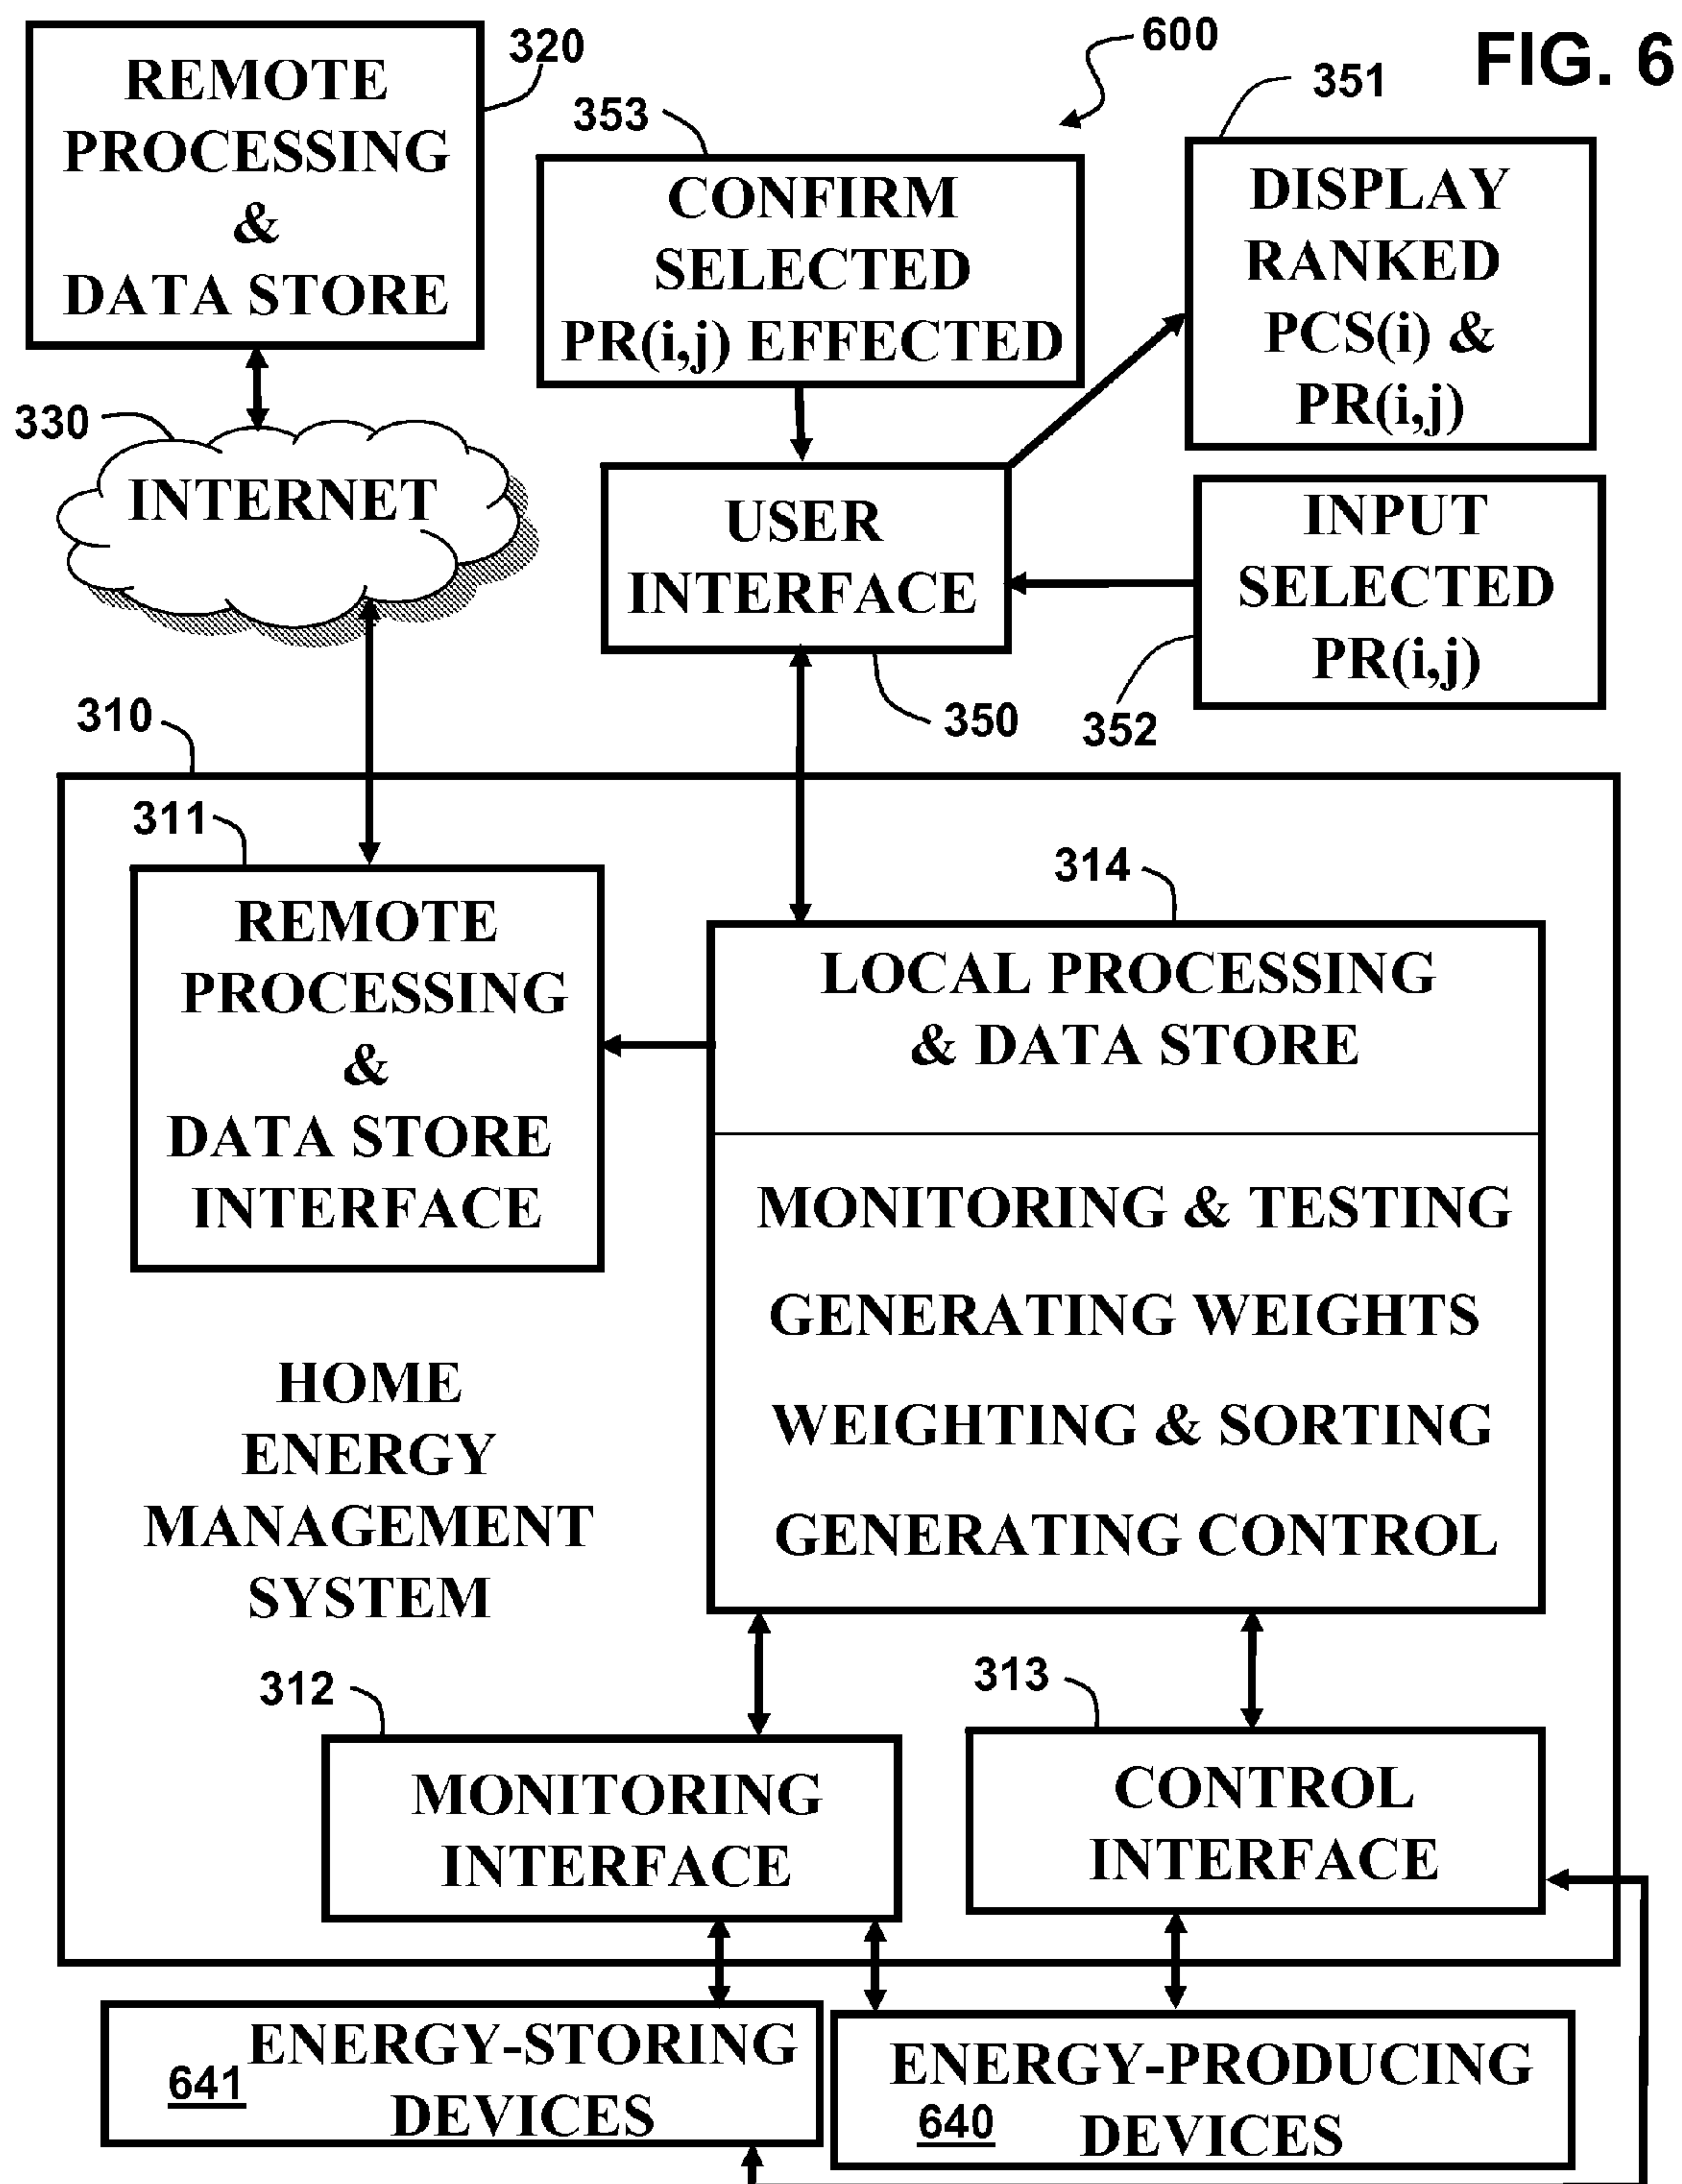 FIG. 6
600
320
REMOTE
PROCESSING
&
DATA STORE
353
CONFIRM
SELECTED
PR(i,j) EFFECTED
351
DISPLAY
RANKED
PCS(i) &
PR(i,j)
330
INTERNET
USER
INTERFACE
350
INPUT
SELECTED
PR(i,j)
352
310
311
REMOTE
PROCESSING
&
DATA STORE
INTERFACE
314
LOCAL PROCESSING
& DATA STORE
MONITORING & TESTING
GENERATING WEIGHTS
WEIGHTING & SORTING
GENERATING CONTROL
HOME
ENERGY
MANAGEMENT
SYSTEM
312
MONITORING
INTERFACE
313
CONTROL
INTERFACE
641
ENERGY-STORING
DEVICES
ENERGY-PRODUCING
640
DEVICES